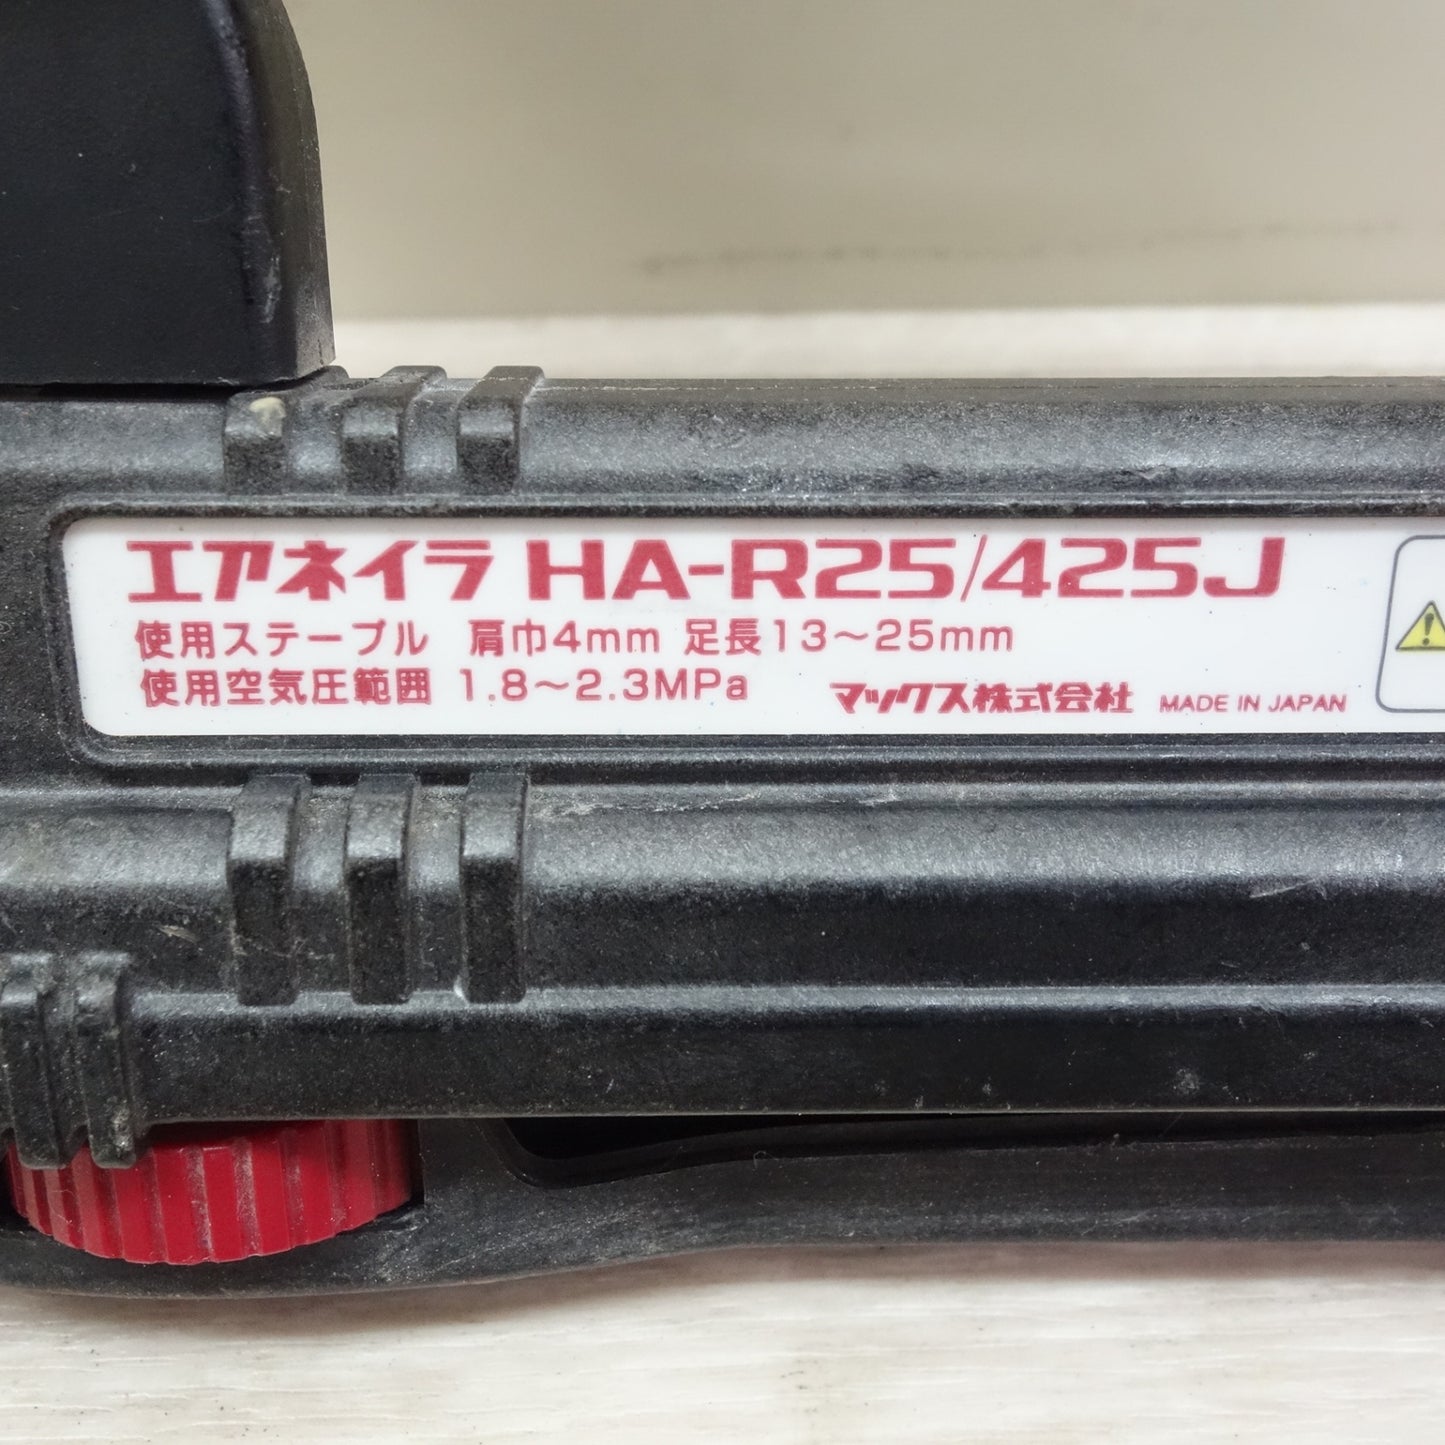 エアネイラ HA-R25/425J
使用ステープル 肩巾4mm 足長13～25mm
使用空気圧範囲 1.8～2.3MPa
マックス株式会社 MADE IN JAPAN